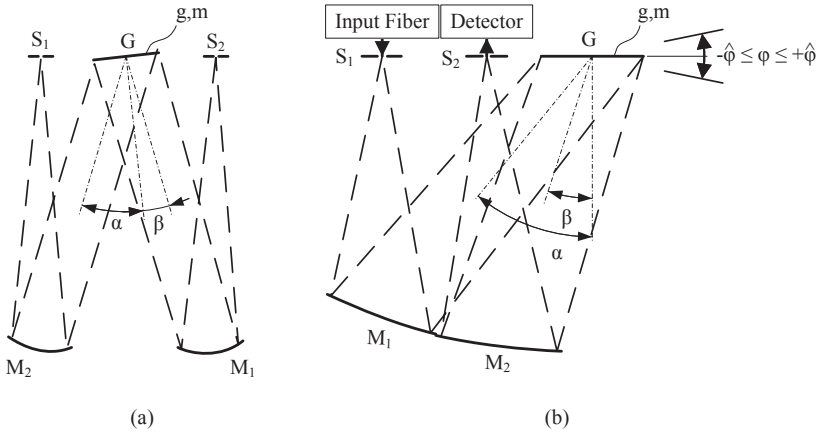 S₁
G
g,m
S₂
α
β
M₂
M₁
(a)
Input Fiber
Detector
S₁
S₂
G
g,m
-φ̂ ≤ φ ≤ +φ̂
β
α
M₁
M₂
(b)